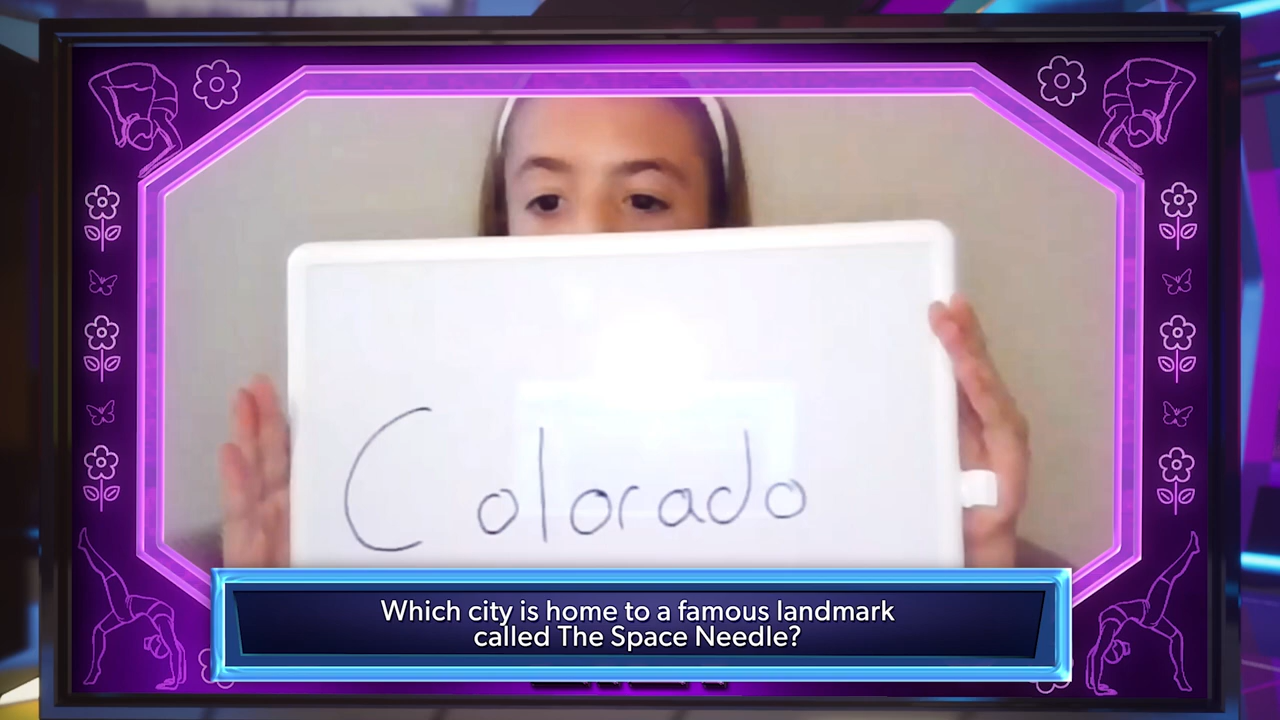 Colorado
Which city is home to a famous landmark
called The Space Needle?